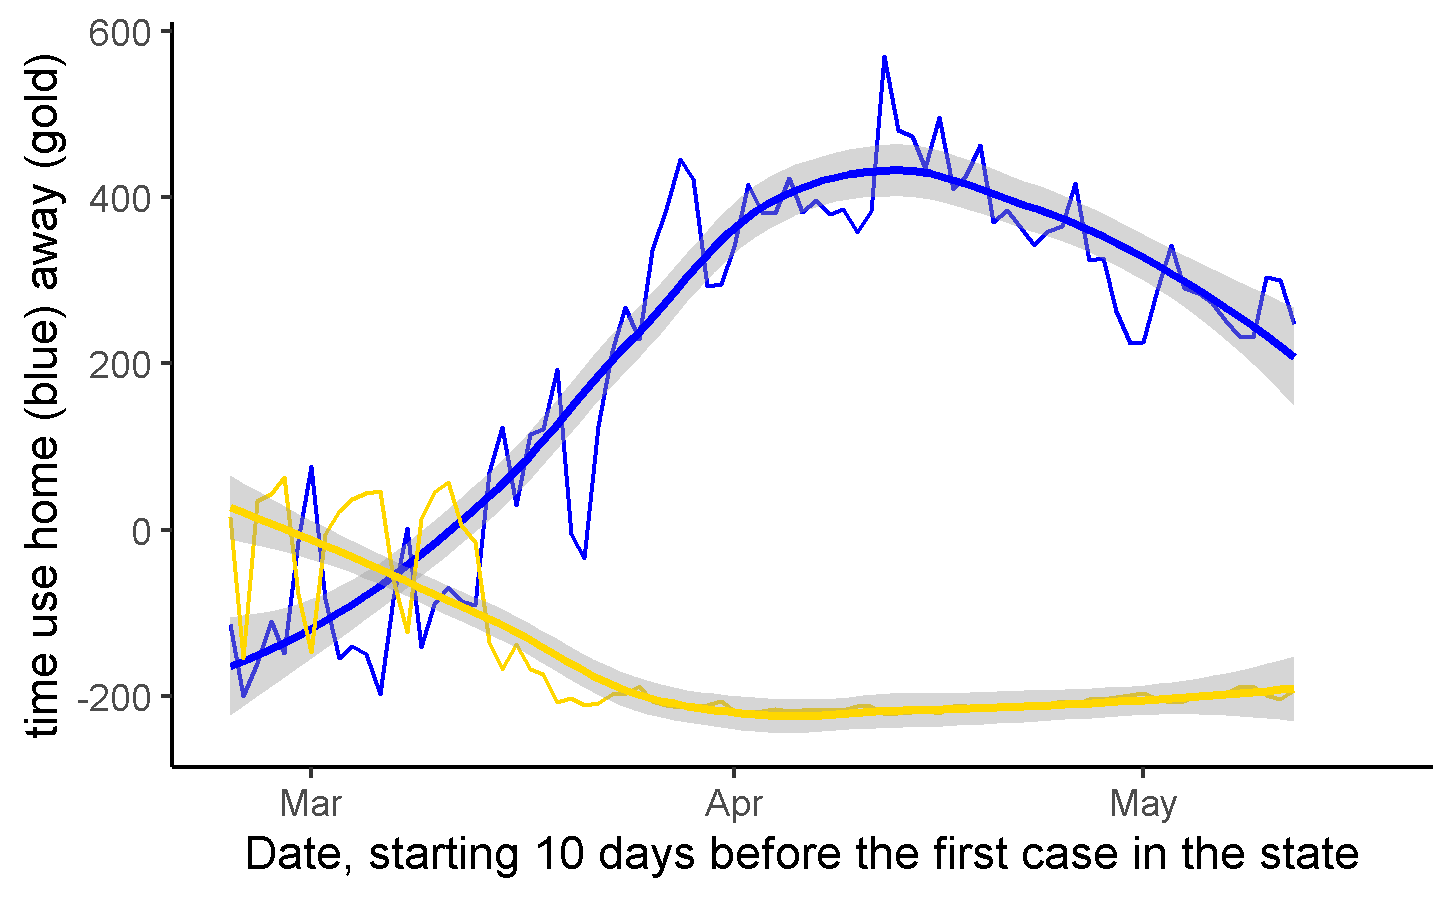 time use home (blue) away (gold)
600
400
200
0
-200
Mar Apr May
Date, starting 10 days before the first case in the state